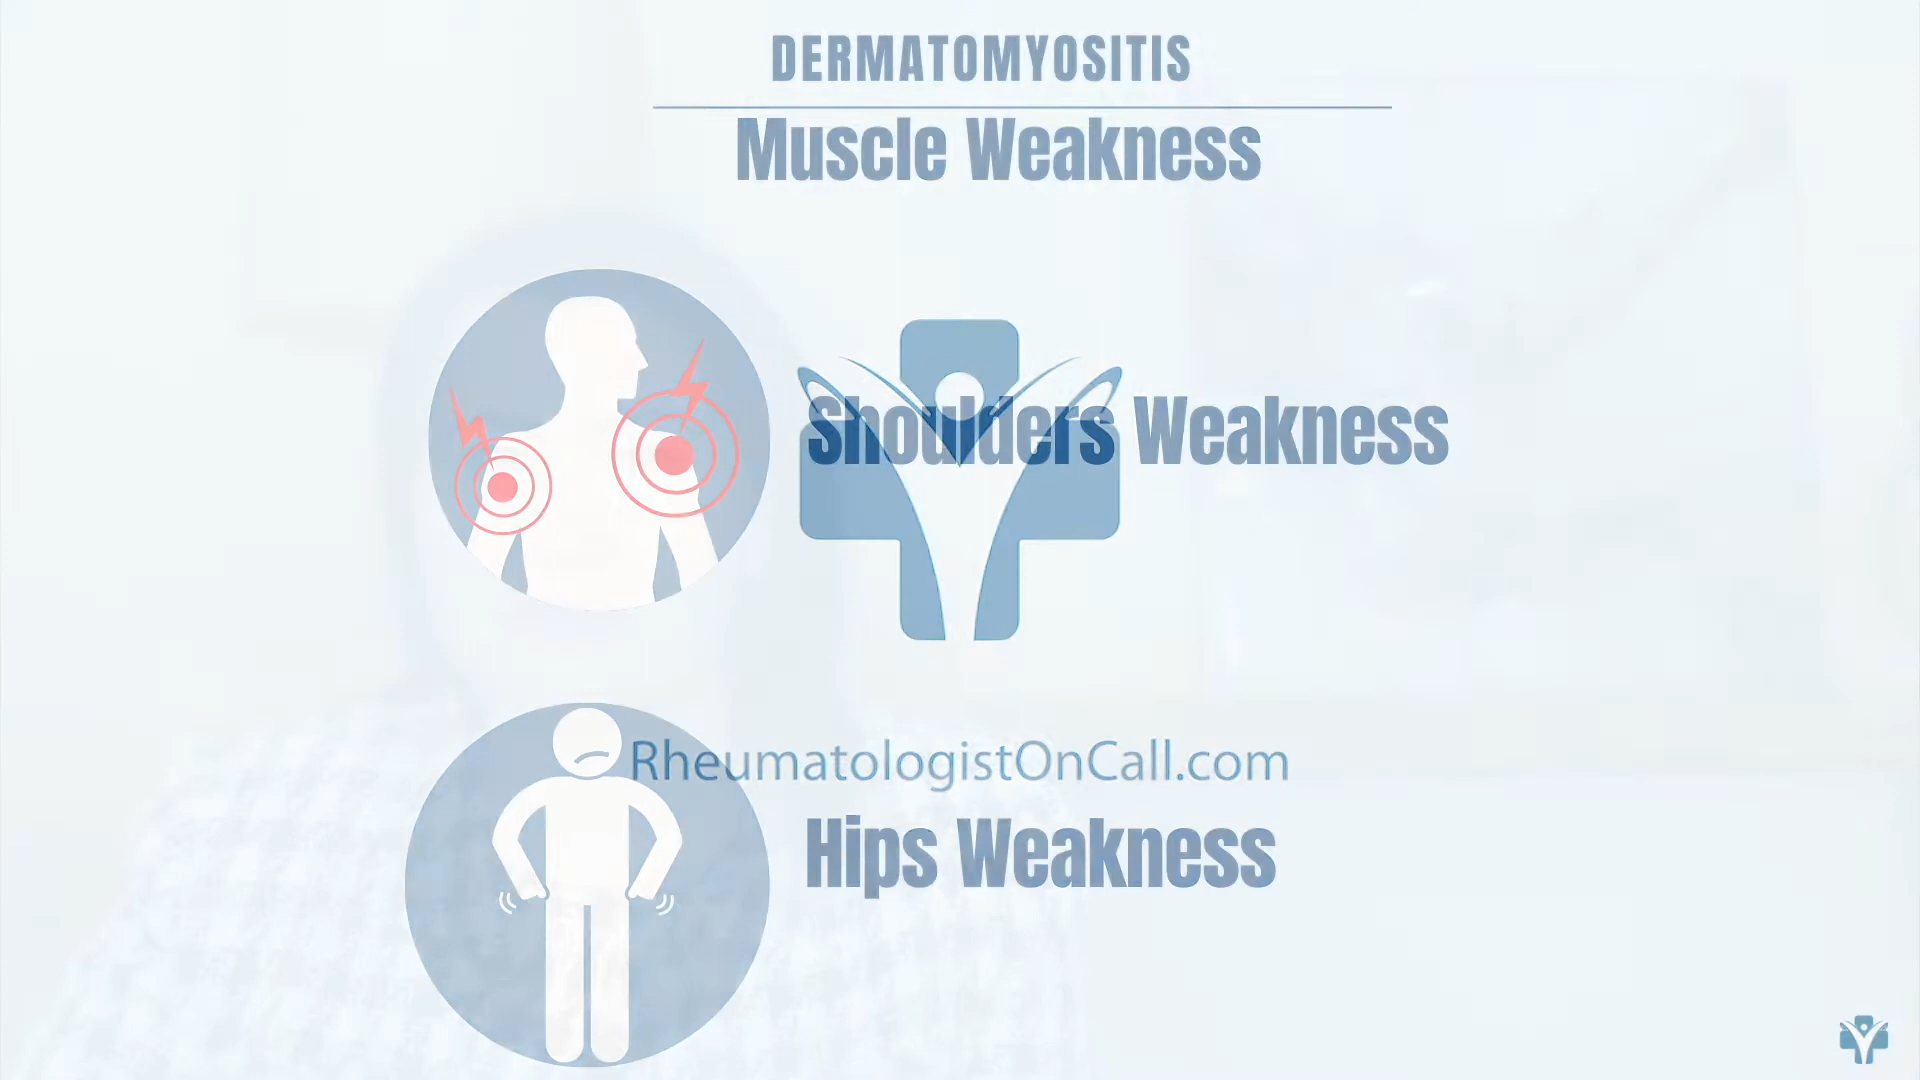 DERMATOMYOSITIS
Muscle Weakness
Shoulders Weakness
RheumatologistOnCall.com
Hips Weakness